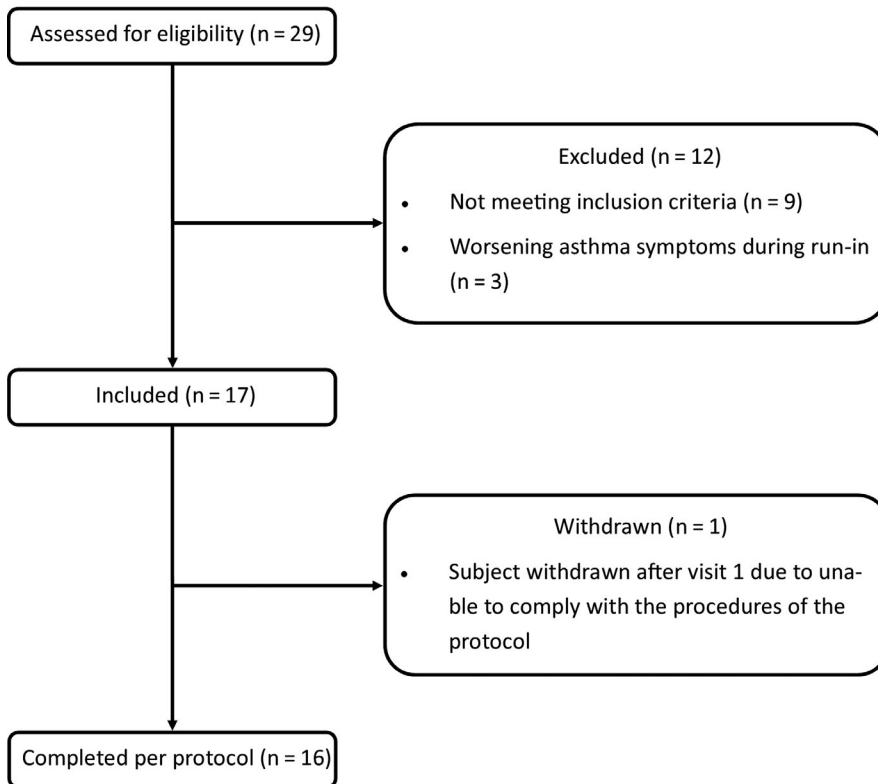 Assessed for eligibility (n = 29)
Excluded (n = 12)
• Not meeting inclusion criteria (n = 9)
• Worsening asthma symptoms during run-in
(n = 3)
Included (n = 17)
Withdrawn (n = 1)
• Subject withdrawn after visit 1 due to una-
ble to comply with the procedures of the
protocol
Completed per protocol (n = 16)